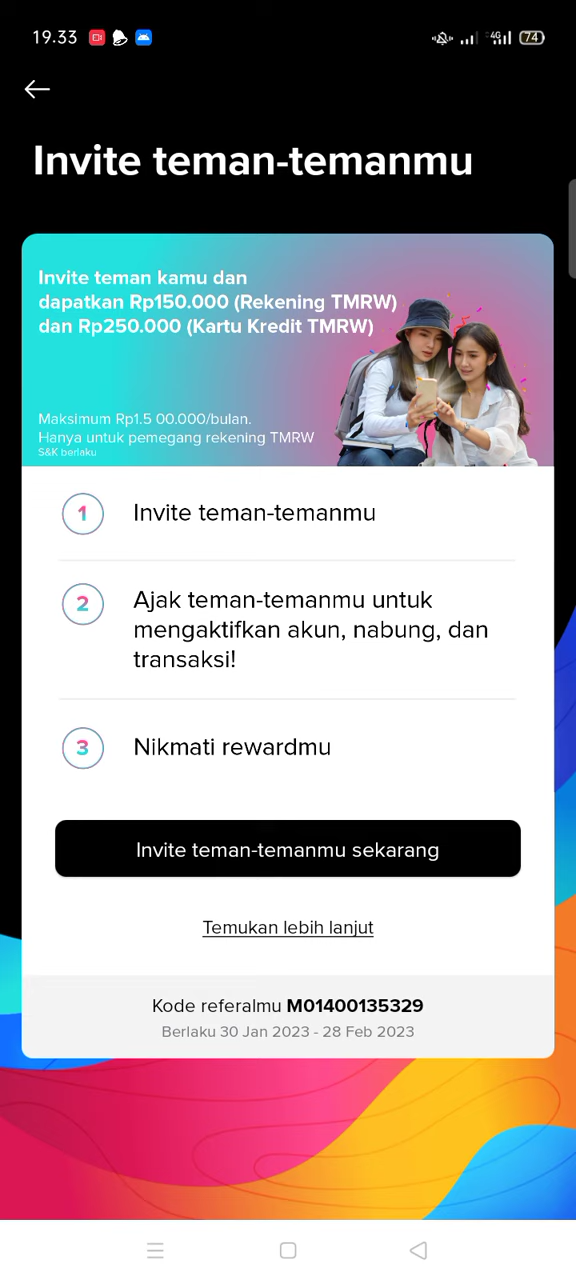 19.33
4G
74
Invite teman-temanmu
Invite teman kamu dan
dapatkan Rp150.000 (Rekening TMRW)
dan Rp250.000 (Kartu Kredit TMRW)
Maksimum Rp1.5 00.000/bulan.
Hanya untuk pemegang rekening TMRW
S&K berlaku
1
Invite teman-temanmu
2
Ajak teman-temanmu untuk
mengaktifkan akun, nabung, dan
transaksi!
3
Nikmati rewardmu
Invite teman-temanmu sekarang
Temukan lebih lanjut
Kode referalmu M01400135329
Berlaku 30 Jan 2023 - 28 Feb 2023